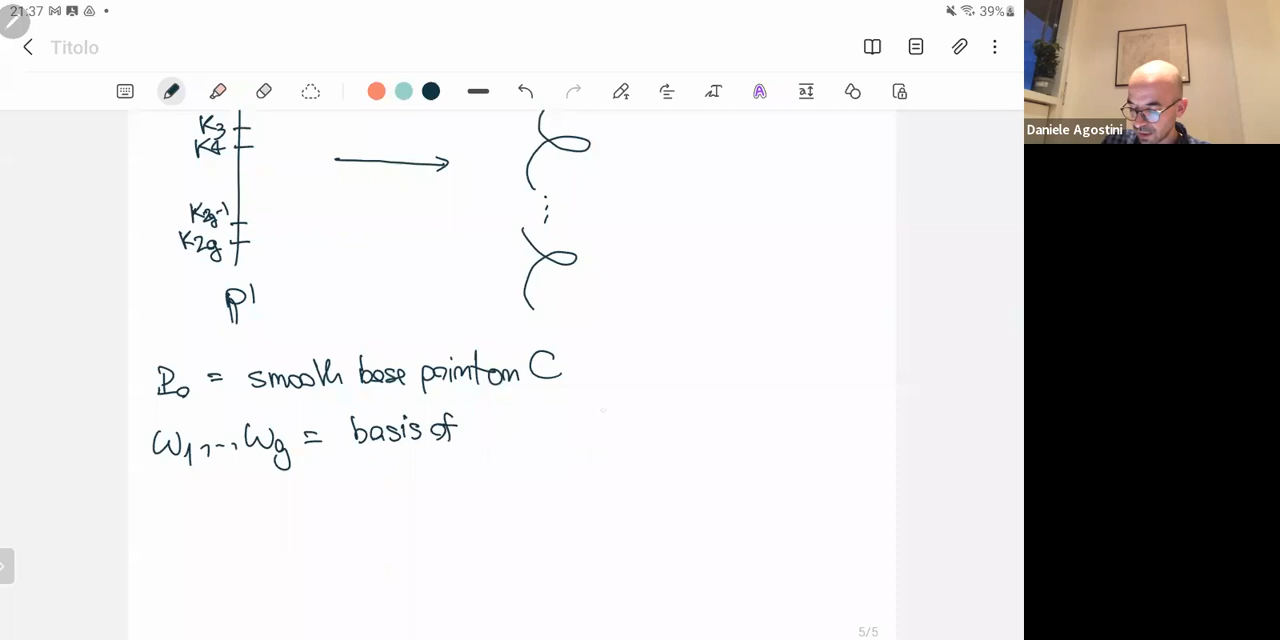 21:37
39%
Titolo
Daniele Agostini
K3
K4
K2g-1
K2g
P¹
P₀ = smooth base point on C
ω₁,...,ωg = basis of
5/5